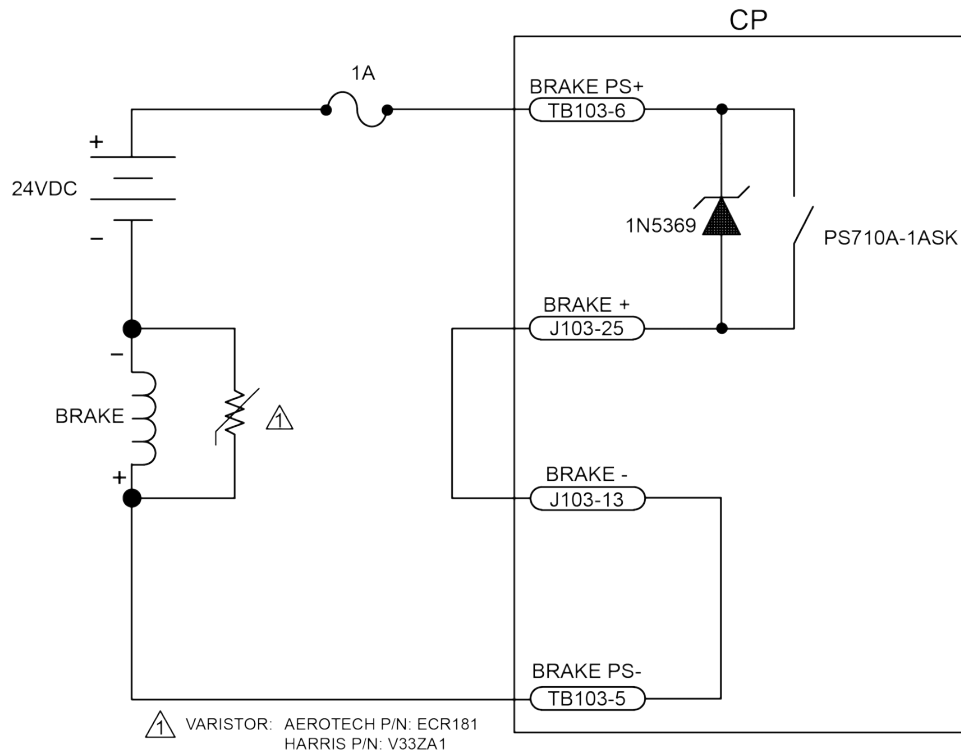 CP
1A
BRAKE PS+
TB103-6
+
24VDC
−
1N5369
PS710A-1ASK
BRAKE +
J103-25
−
BRAKE
1
+
BRAKE -
J103-13
BRAKE PS-
TB103-5
1 VARISTOR: AEROTECH P/N: ECR181
HARRIS P/N: V33ZA1